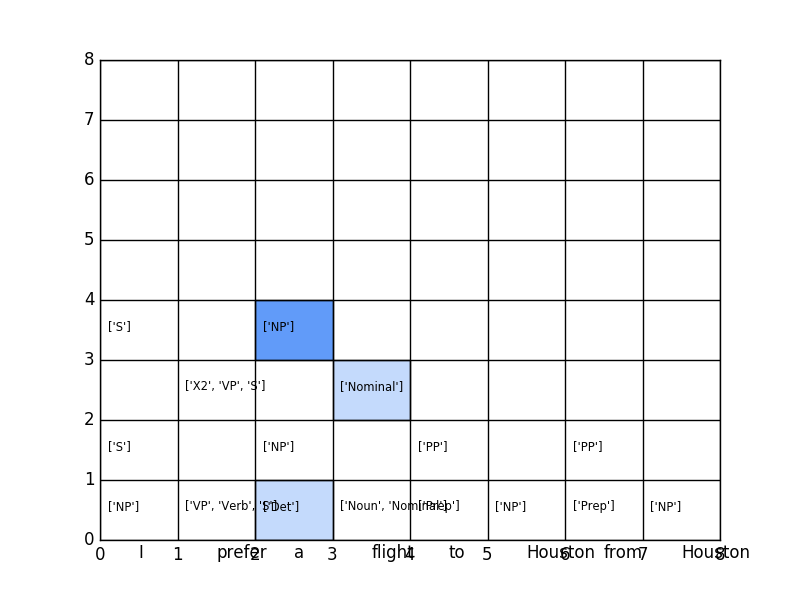 8
7
6
5
4
['S'] ['NP']
3
['X2', 'VP', 'S'] ['Nominal']
2
['S'] ['NP'] ['PP'] ['PP']
1
['NP'] ['VP', 'Verb', 'S'] ['Det'] ['Noun', 'Nominal'] ['Prep'] ['NP'] ['Prep'] ['NP']
0
I prefer a flight to Houston from Houston
0 1 2 3 4 5 6 7 8